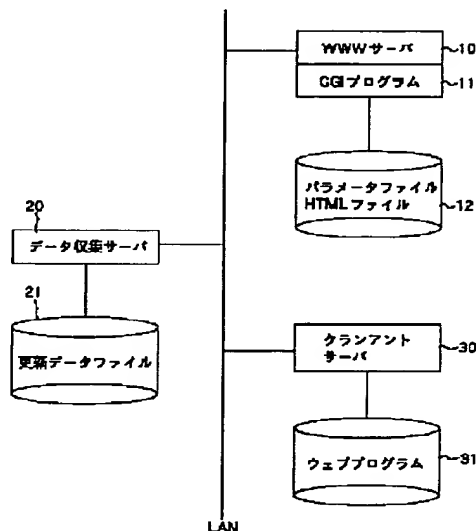 WWWサーバ
10
CGIプログラム
11
パラメータファイル
HTMLファイル
12
20
データ収集サーバ
21
更新データファイル
クランアント
サーバ
30
ウェブプログラム
31
LAN